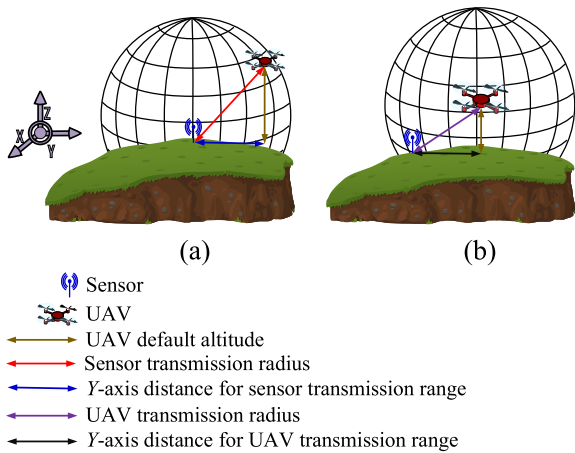 Z
X
Y
(a)
(b)
Sensor
UAV
UAV default altitude
Sensor transmission radius
Y-axis distance for sensor transmission range
UAV transmission radius
Y-axis distance for UAV transmission range